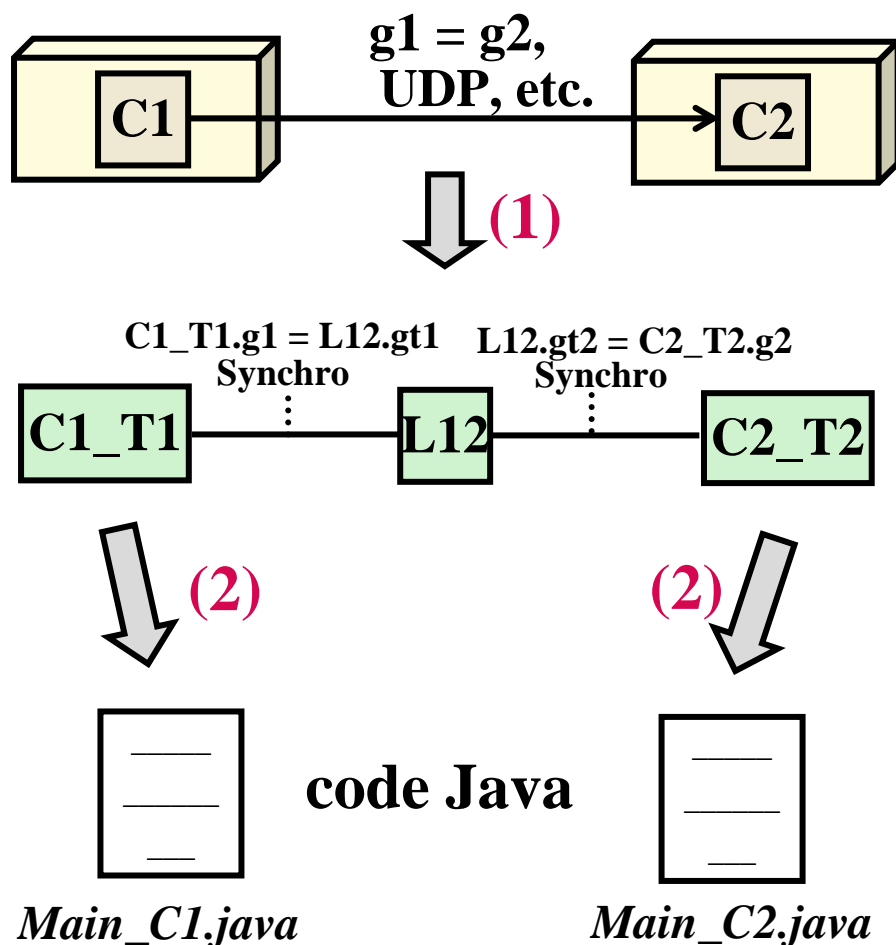 g1 = g2,
UDP, etc.
C1
C2
(1)
C1_T1.g1 = L12.gt1
Synchro
L12.gt2 = C2_T2.g2
Synchro
C1_T1
L12
C2_T2
(2)
(2)
code Java
Main_C1.java
Main_C2.java